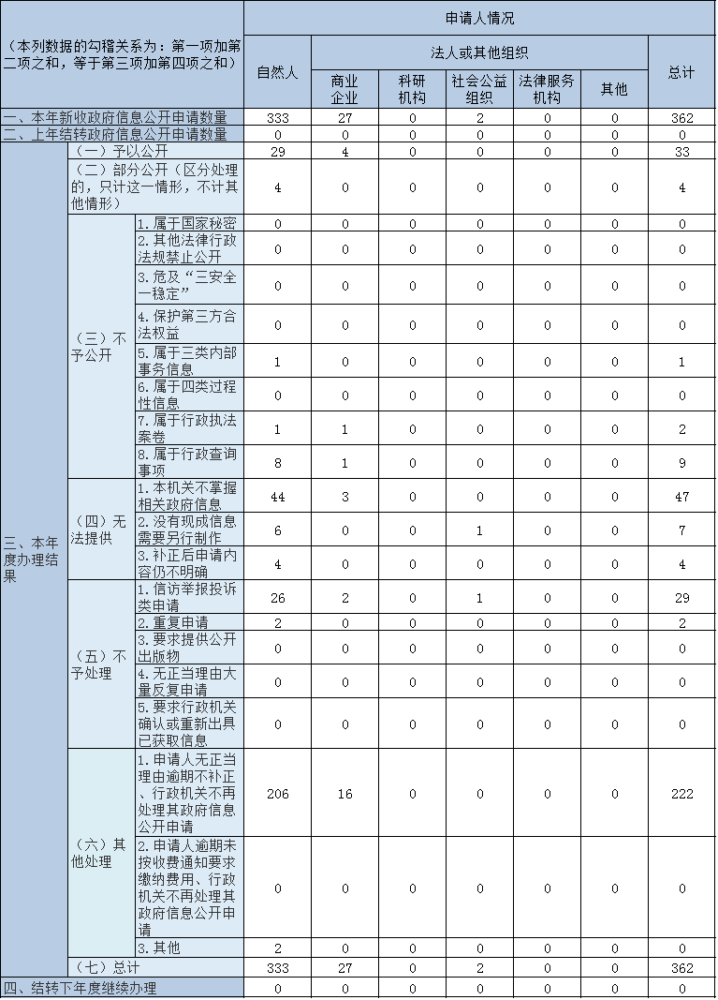 （本列数据的勾稽关系为：第一项加第
二项之和，等于第三项加第四项之和）
申请人情况
自然人
法人或其他组织
总计
商业
企业
科研
机构
社会公益
组织
法律服务
机构
其他
一、本年新收政府信息公开申请数量 333 27 0 2 0 0 362
二、上年结转政府信息公开申请数量 0 0 0 0 0 0 0
三、本年
度办理结
果
（一）予以公开 29 4 0 0 0 0 33
（二）部分公开（区分处理
的，只计这一情形，不计其
他情形）
4 0 0 0 0 0 4
（三）不
予公开
1.属于国家秘密 0 0 0 0 0 0 0
2.其他法律行政
法规禁止公开
0 0 0 0 0 0 0
3.危及“三安全
一稳定”
0 0 0 0 0 0 0
4.保护第三方合
法权益
0 0 0 0 0 0 0
5.属于三类内部
事务信息
1 0 0 0 0 0 1
6.属于四类过程
性信息
0 0 0 0 0 0 0
7.属于行政执法
案卷
1 1 0 0 0 0 2
8.属于行政查询
事项
8 1 0 0 0 0 9
（四）无
法提供
1.本机关不掌握
相关政府信息
44 3 0 0 0 0 47
2.没有现成信息
需要另行制作
6 0 0 1 0 0 7
3.补正后申请内
容仍不明确
4 0 0 0 0 0 4
（五）不
予处理
1.信访举报投诉
类申请
26 2 0 1 0 0 29
2.重复申请 2 0 0 0 0 0 2
3.要求提供公开
出版物
0 0 0 0 0 0 0
4.无正当理由大
量反复申请
0 0 0 0 0 0 0
5.要求行政机关
确认或重新出具
已获取信息
0 0 0 0 0 0 0
（六）其
他处理
1.申请人无正当
理由逾期不补正
、行政机关不再
处理其政府信息
公开申请
206 16 0 0 0 0 222
2.申请人逾期未
按收费通知要求
缴纳费用、行政
机关不再处理其
政府信息公开申
请
0 0 0 0 0 0 0
3.其他 2 0 0 0 0 0 0
（七）总计 333 27 0 2 0 0 362
四、结转下年度继续办理 0 0 0 0 0 0 0